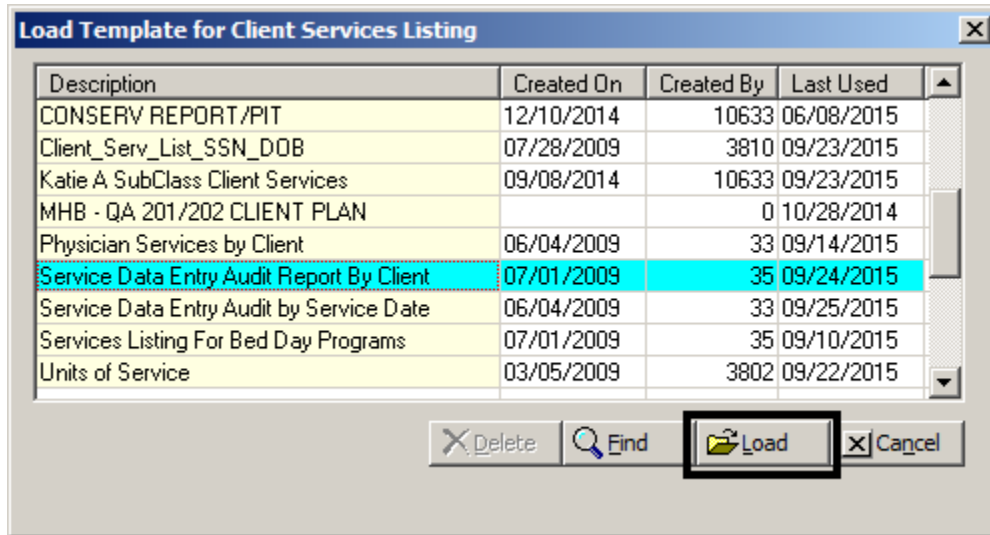 Load Template for Client Services Listing
Description Created On Created By Last Used
CONSERV REPORT/PIT 12/10/2014 10633 06/08/2015
Client_Serv_List_SSN_DOB 07/28/2009 3810 09/23/2015
Katie A SubClass Client Services 09/08/2014 10633 09/23/2015
MHB - QA 201/202 CLIENT PLAN 0 10/28/2014
Physician Services by Client 06/04/2009 33 09/14/2015
Service Data Entry Audit Report By Client 07/01/2009 35 09/24/2015
Service Data Entry Audit by Service Date 06/04/2009 33 09/25/2015
Services Listing For Bed Day Programs 07/01/2009 35 09/10/2015
Units of Service 03/05/2009 3802 09/22/2015
Delete Find Load Cancel